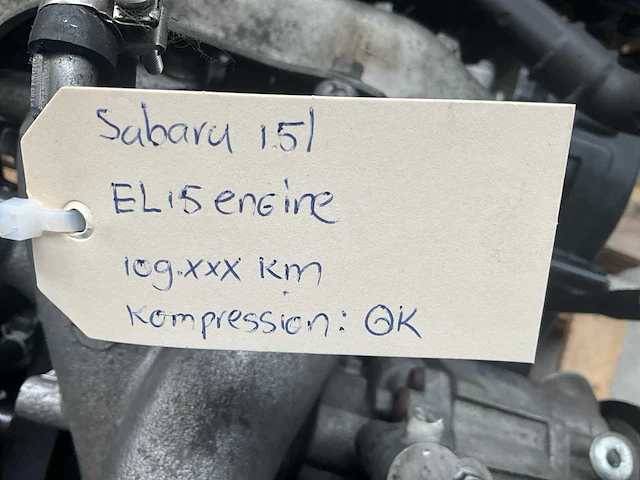 Sabaru 1.5l
EL15 engine
109.xxx km
Kompression: OK